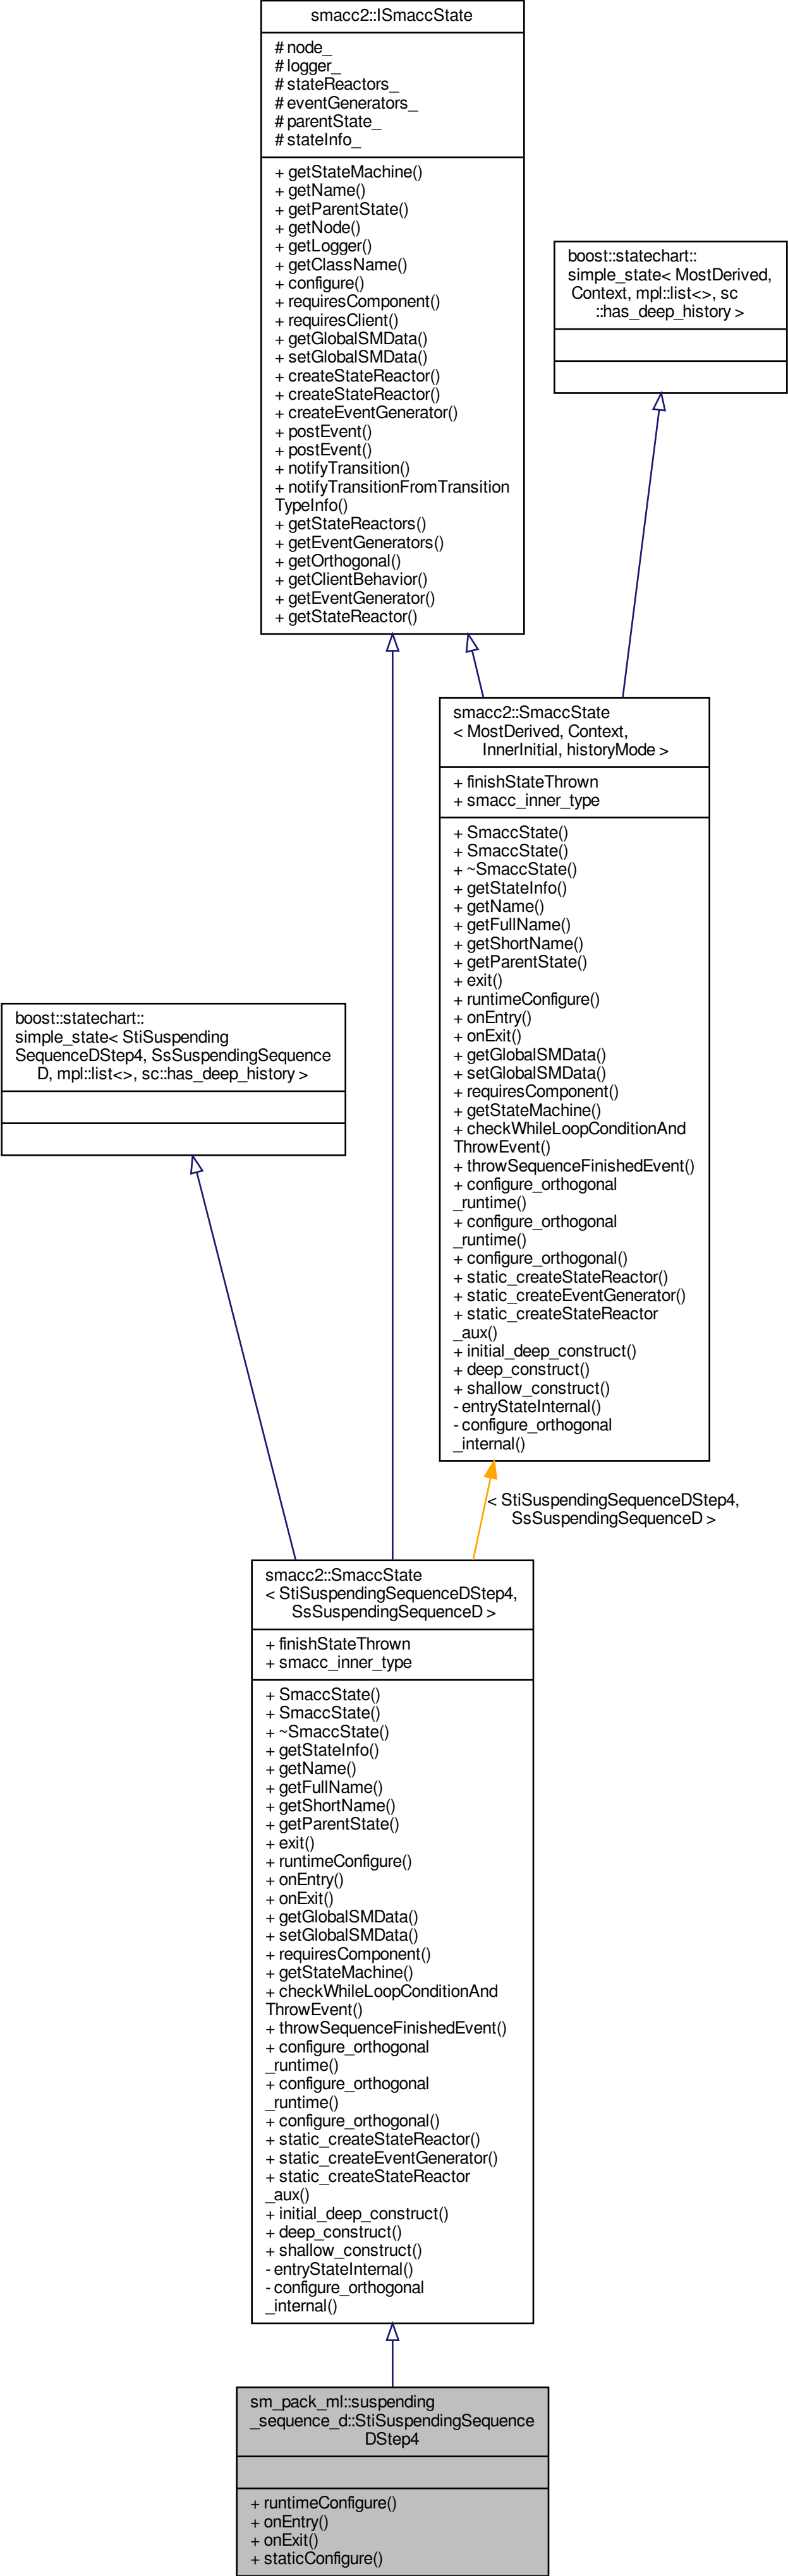 smacc2::ISmaccState
# node_
# logger_
# stateReactors_
# eventGenerators_
# parentState_
# stateInfo_
+ getStateMachine()
+ getName()
+ getParentState()
+ getNode()
+ getLogger()
+ getClassName()
+ configure()
+ requiresComponent()
+ requiresClient()
+ getGlobalSMData()
+ setGlobalSMData()
+ createStateReactor()
+ createStateReactor()
+ createEventGenerator()
+ postEvent()
+ postEvent()
+ notifyTransition()
+ notifyTransitionFromTransition
TypeInfo()
+ getStateReactors()
+ getEventGenerators()
+ getOrthogonal()
+ getClientBehavior()
+ getEventGenerator()
+ getStateReactor()
boost::statechart::
simple_state< MostDerived,
Context, mpl::list<>, sc
::has_deep_history >
smacc2::SmaccState
< MostDerived, Context,
InnerInitial, historyMode >
+ finishStateThrown
+ smacc_inner_type
+ SmaccState()
+ SmaccState()
+ ~SmaccState()
+ getStateInfo()
+ getName()
+ getFullName()
+ getShortName()
+ getParentState()
+ exit()
+ runtimeConfigure()
+ onEntry()
+ onExit()
+ getGlobalSMData()
+ setGlobalSMData()
+ requiresComponent()
+ getStateMachine()
+ checkWhileLoopConditionAnd
ThrowEvent()
+ throwSequenceFinishedEvent()
+ configure_orthogonal
_runtime()
+ configure_orthogonal
_runtime()
+ configure_orthogonal()
+ static_createStateReactor()
+ static_createEventGenerator()
+ static_createStateReactor
_aux()
+ initial_deep_construct()
+ deep_construct()
+ shallow_construct()
- entryStateInternal()
- configure_orthogonal
_internal()
boost::statechart::
simple_state< StiSuspending
SequenceDStep4, SsSuspendingSequence
D, mpl::list<>, sc::has_deep_history >
< StiSuspendingSequenceDStep4,
SsSuspendingSequenceD >
smacc2::SmaccState
< StiSuspendingSequenceDStep4,
SsSuspendingSequenceD >
+ finishStateThrown
+ smacc_inner_type
+ SmaccState()
+ SmaccState()
+ ~SmaccState()
+ getStateInfo()
+ getName()
+ getFullName()
+ getShortName()
+ getParentState()
+ exit()
+ runtimeConfigure()
+ onEntry()
+ onExit()
+ getGlobalSMData()
+ setGlobalSMData()
+ requiresComponent()
+ getStateMachine()
+ checkWhileLoopConditionAnd
ThrowEvent()
+ throwSequenceFinishedEvent()
+ configure_orthogonal
_runtime()
+ configure_orthogonal
_runtime()
+ configure_orthogonal()
+ static_createStateReactor()
+ static_createEventGenerator()
+ static_createStateReactor
_aux()
+ initial_deep_construct()
+ deep_construct()
+ shallow_construct()
- entryStateInternal()
- configure_orthogonal
_internal()
sm_pack_ml::suspending
_sequence_d::StiSuspendingSequence
DStep4
+ runtimeConfigure()
+ onEntry()
+ onExit()
+ staticConfigure()